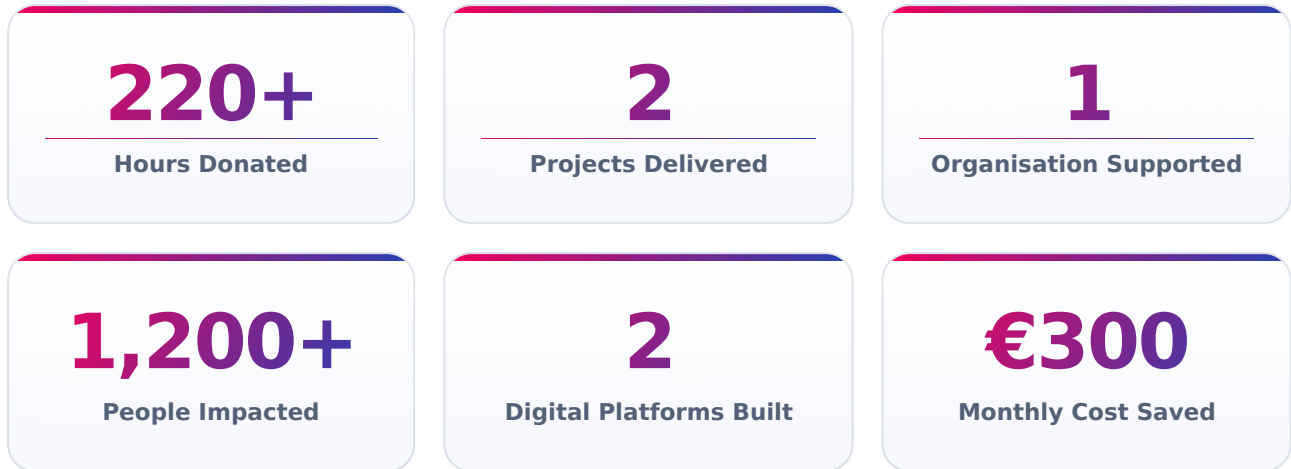 220+
Hours Donated
2
Projects Delivered
1
Organisation Supported
1,200+
People Impacted
2
Digital Platforms Built
€300
Monthly Cost Saved